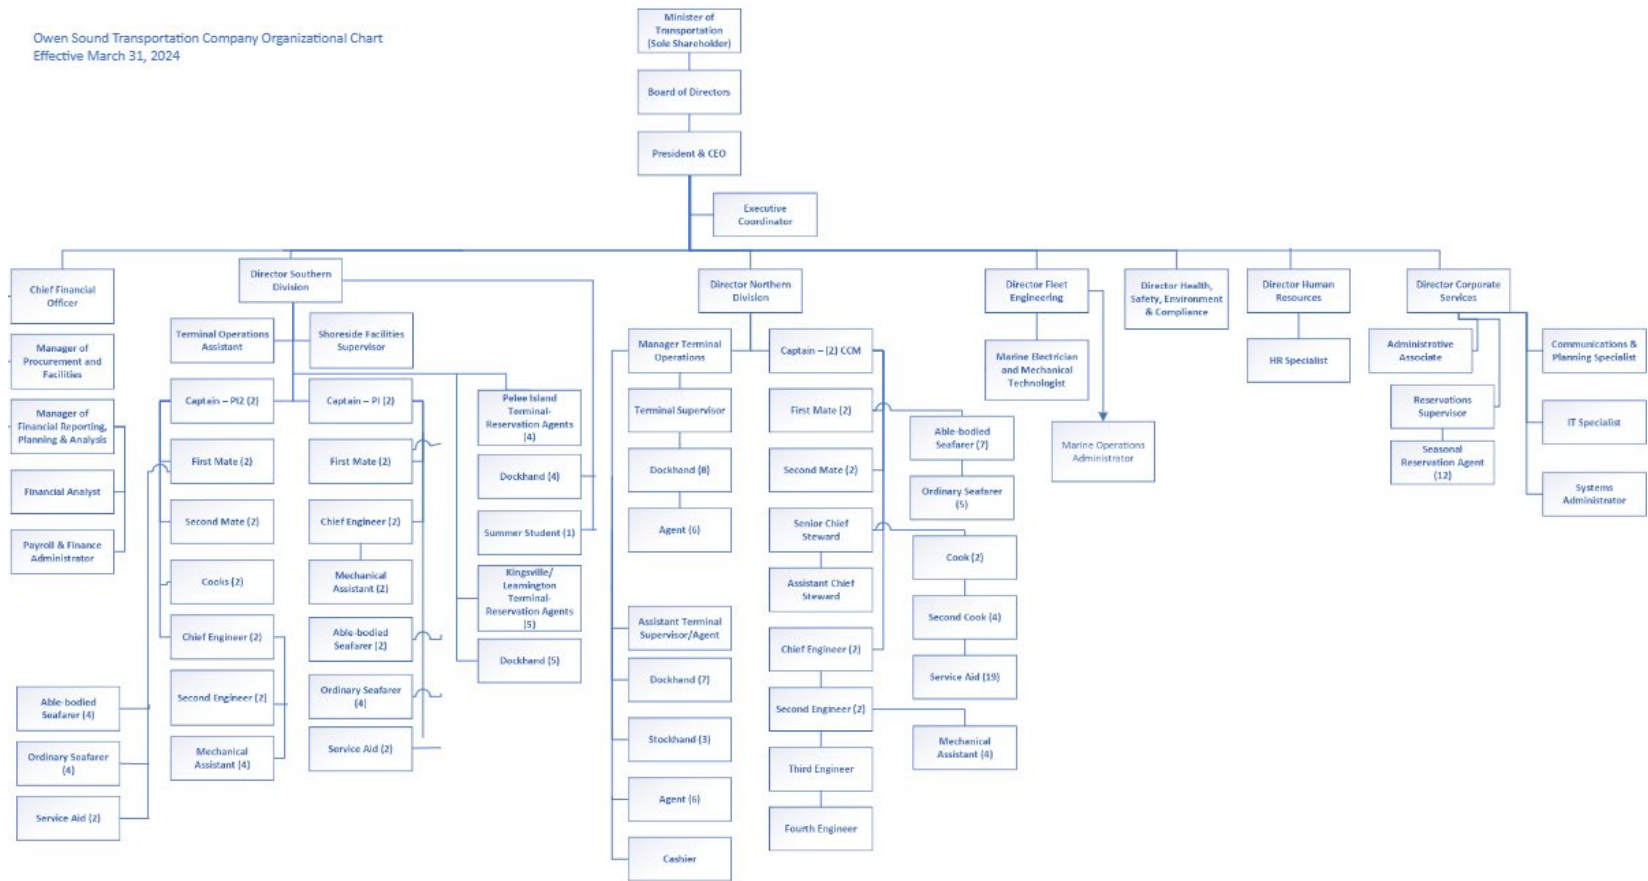 Owen Sound Transportation Company Organizational Chart
Effective March 31, 2024
Minister of
Transportation
(Sole Shareholder)
Board of Directors
President & CEO
Executive
Coordinator
Chief Financial
Officer
Manager of
Procurement and
Facilities
Manager of
Financial Reporting,
Planning & Analysis
Financial Analyst
Payroll & Finance
Administrator
Director Southern
Division
Terminal Operations
Assistant
Shoreside Facilities
Supervisor
Captain – PI2 (2)
First Mate (2)
Second Mate (2)
Cooks (2)
Chief Engineer (2)
Second Engineer (2)
Mechanical
Assistant (4)
Able-bodied
Seafarer (4)
Ordinary Seafarer
(4)
Service Aid (2)
Captain – PI (2)
First Mate (2)
Chief Engineer (2)
Mechanical
Assistant (2)
Able-bodied
Seafarer (2)
Ordinary Seafarer
(4)
Service Aid (2)
Pelee Island
Terminal-
Reservation Agents
(4)
Dockhand (4)
Summer Student (1)
Kingsville/
Leamington
Terminal-
Reservation Agents
(5)
Dockhand (5)
Director Northern
Division
Manager Terminal
Operations
Terminal Supervisor
Dockhand (8)
Agent (6)
Assistant Terminal
Supervisor/Agent
Dockhand (7)
Stockhand (3)
Agent (6)
Cashier
Captain – (2) CCM
First Mate (2)
Second Mate (2)
Senior Chief
Steward
Assistant Chief
Steward
Chief Engineer (2)
Second Engineer (2)
Third Engineer
Fourth Engineer
Able-bodied
Seafarer (7)
Ordinary Seafarer
(5)
Cook (2)
Second Cook (4)
Service Aid (19)
Mechanical
Assistant (4)
Director Fleet
Engineering
Marine Electrician
and Mechanical
Technologist
Marine Operations
Administrator
Director Health,
Safety, Environment
& Compliance
Director Human
Resources
HR Specialist
Director Corporate
Services
Administrative
Associate
Reservations
Supervisor
Seasonal
Reservation Agent
(12)
Communications &
Planning Specialist
IT Specialist
Systems
Administrator